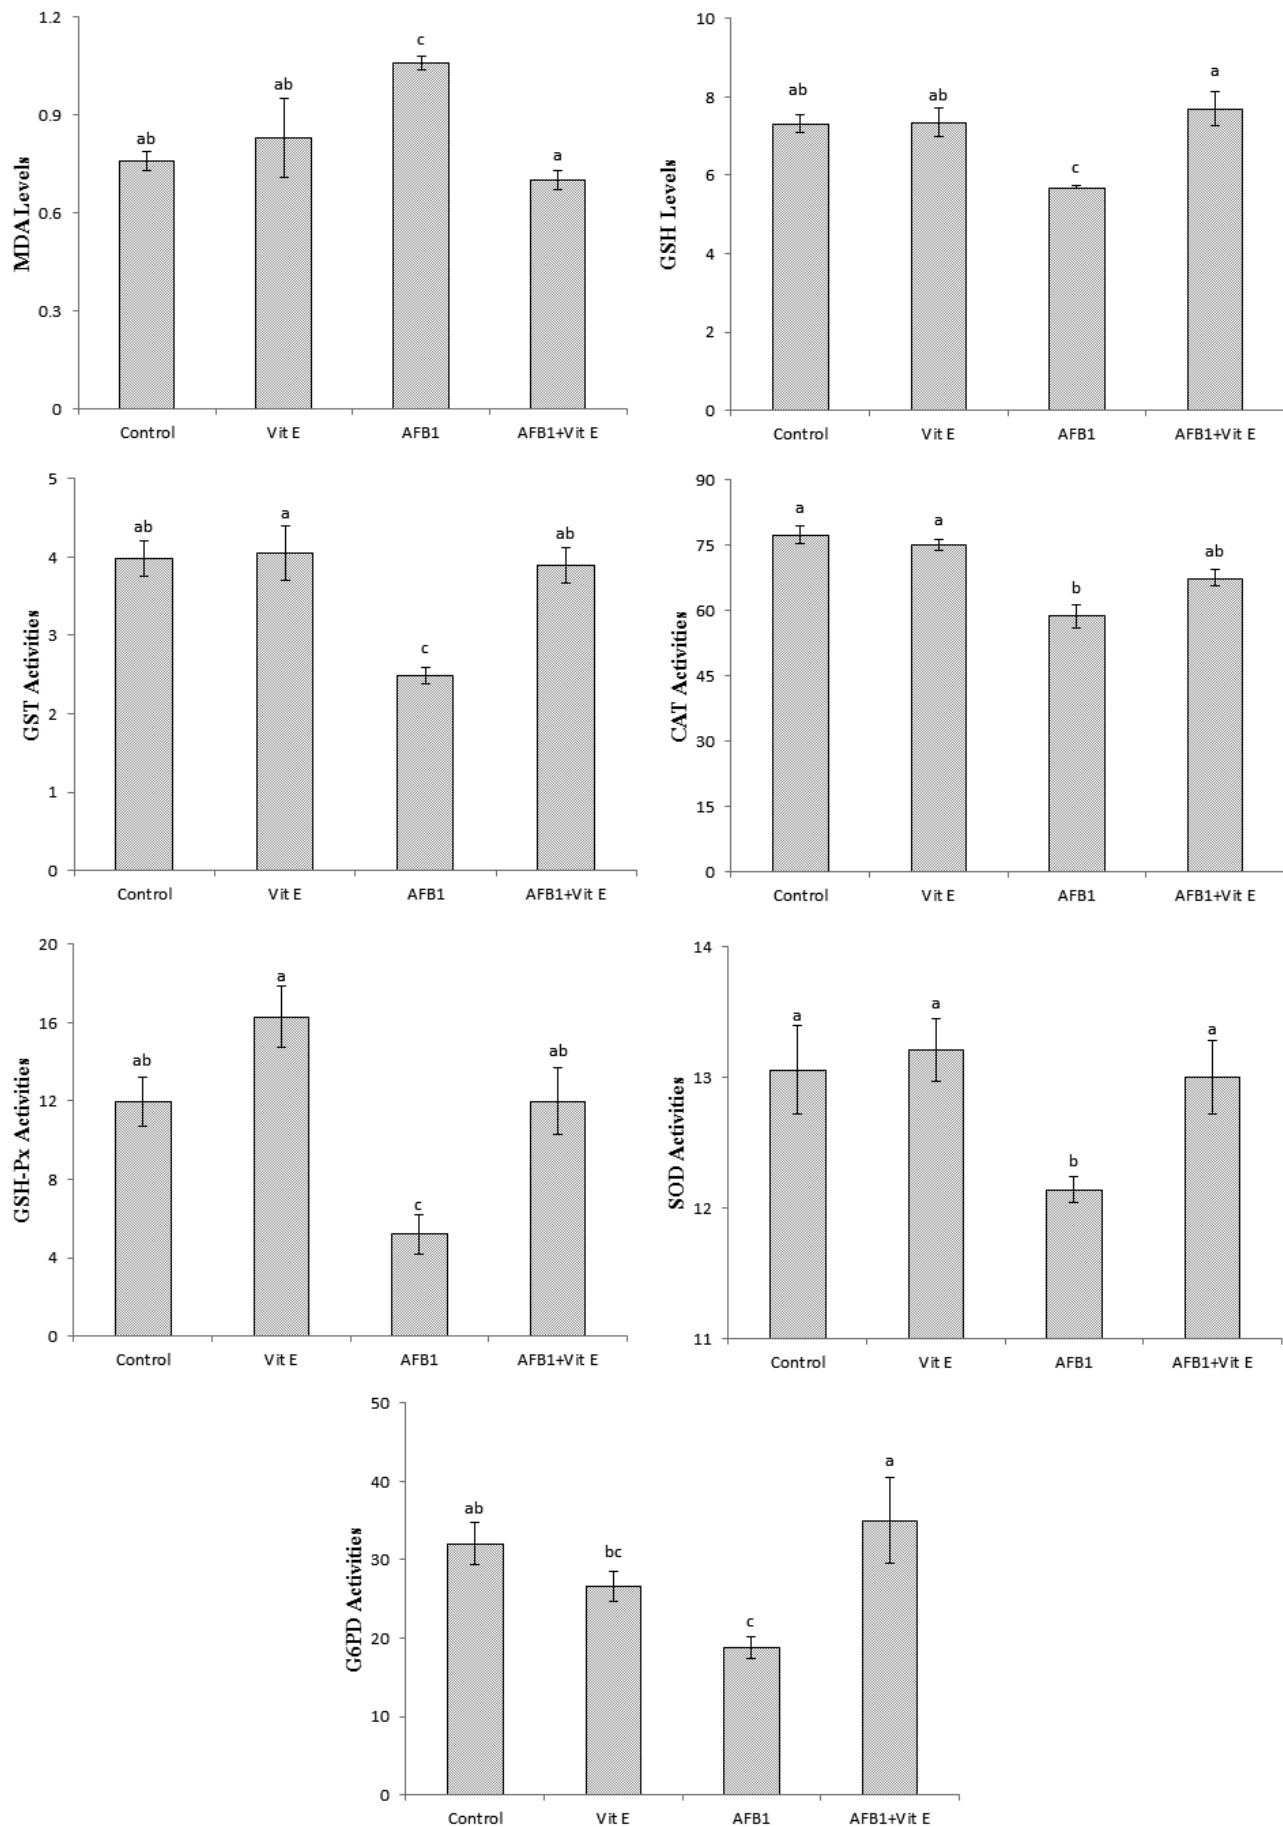 MDA Levels
1.2
0.9
0.6
0.3
0
ab
ab
c
a
Control
Vit E
AFB1
AFB1+Vit E
GSH Levels
10
8
6
4
2
0
ab
ab
c
a
Control
Vit E
AFB1
AFB1+Vit E
GST Activities
5
4
3
2
1
0
ab
a
c
ab
Control
Vit E
AFB1
AFB1+Vit E
CAT Activities
90
75
60
45
30
15
0
a
a
b
ab
Control
Vit E
AFB1
AFB1+Vit E
GSH-Px Activities
20
16
12
8
4
0
ab
a
c
ab
Control
Vit E
AFB1
AFB1+Vit E
SOD Activities
14
13
12
11
a
a
b
a
Control
Vit E
AFB1
AFB1+Vit E
G6PD Activities
50
40
30
20
10
0
ab
bc
c
a
Control
Vit E
AFB1
AFB1+Vit E